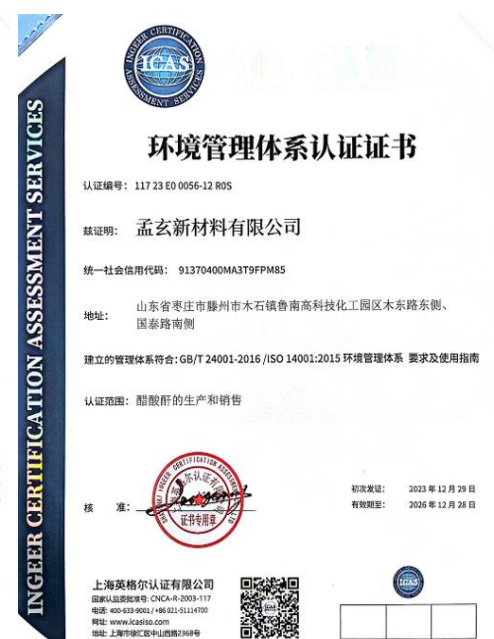 INGEER CERTIFICATION
ICAS
ASSESSMENT SERVICES
INGEER CERTIFICATION ASSESSMENT SERVICES
环境管理体系认证证书
认证编号： 117 23 E0 0056-12 R0S
兹证明： 孟玄新材料有限公司
统一社会信用代码： 91370400MA3T9FPM85
地址： 山东省枣庄市滕州市木石镇鲁南高科技化工园区木东路东侧、
国泰路南侧
建立的管理体系符合：GB/T 24001-2016 /ISO 14001:2015 环境管理体系 要求及使用指南
认证范围： 醋酸酐的生产和销售
初次发证： 2023 年 12 月 29 日
有效期至： 2026 年 12 月 28 日
核 准：
证书专用章
上海英格尔认证有限公司
国家认监委批准号: CNCA-R-2003-117
电话: 400-633-9001 / +86 021-51114700
网址: www.icasiso.com
地址: 上海市徐汇区中山西路2368号
ICAS